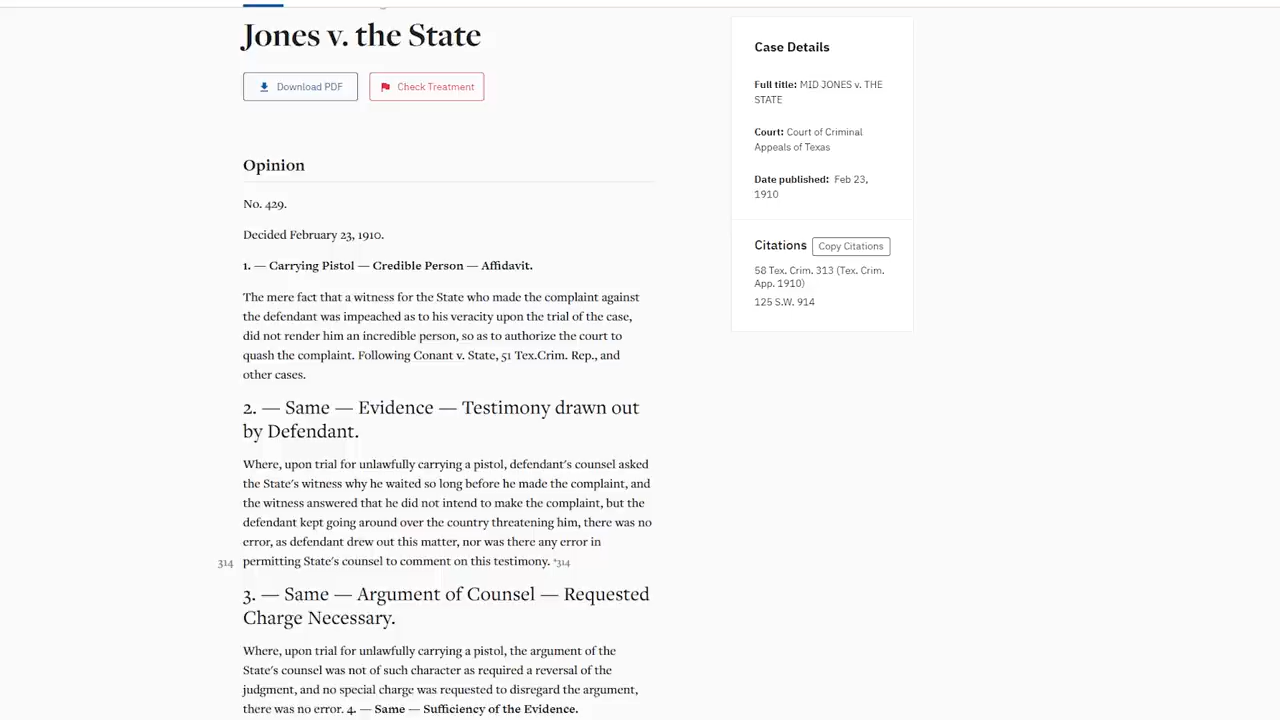 Jones v. the State
Download PDF
Check Treatment
Opinion
No. 429.
Decided February 23, 1910.
1. — Carrying Pistol — Credible Person — Affidavit.
The mere fact that a witness for the State who made the complaint against
the defendant was impeached as to his veracity upon the trial of the case,
did not render him an incredible person, so as to authorize the court to
quash the complaint. Following Conant v. State, 51 Tex.Crim. Rep., and
other cases.
2. — Same — Evidence — Testimony drawn out
by Defendant.
Where, upon trial for unlawfully carrying a pistol, defendant's counsel asked
the State's witness why he waited so long before he made the complaint, and
the witness answered that he did not intend to make the complaint, but the
defendant kept going around over the country threatening him, there was no
error, as defendant drew out this matter, nor was there any error in
314 permitting State's counsel to comment on this testimony. *314
3. — Same — Argument of Counsel — Requested
Charge Necessary.
Where, upon trial for unlawfully carrying a pistol, the argument of the
State's counsel was not of such character as required a reversal of the
judgment, and no special charge was requested to disregard the argument,
there was no error. 4. — Same — Sufficiency of the Evidence.
Case Details
Full title: MID JONES v. THE
STATE
Court: Court of Criminal
Appeals of Texas
Date published: Feb 23,
1910
Citations Copy Citations
58 Tex. Crim. 313 (Tex. Crim.
App. 1910)
125 S.W. 914